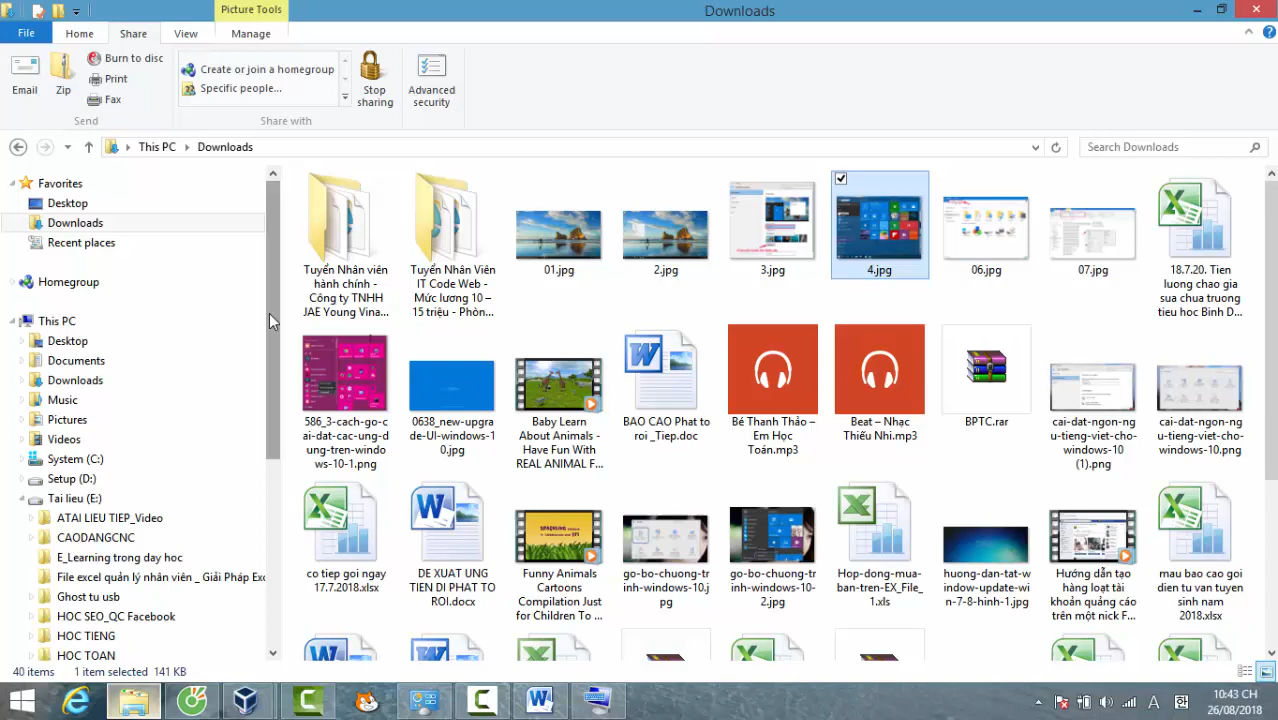 Picture Tools
Downloads
File
Home
Share
View
Manage
Email
Zip
Burn to disc
Print
Fax
Send
Create or join a homegroup
Specific people...
Share with
Stop
sharing
Advanced
security
This PC
Downloads
Search Downloads
Favorites
Desktop
Downloads
Recent places
Homegroup
This PC
Desktop
Documents
Downloads
Music
Pictures
Videos
System (C:)
Setup (D:)
Tai lieu (E:)
ATAI LIEU TIEP_Video
CAODANGCNC
E_Learning trong day hoc
File excel quản lý nhân viên _ Giải Pháp Exc
Ghost tu usb
HOC SEO_QC Facebook
HOC TIENG
HOC TOAN
Tuyển Nhân viên
hành chính -
Công ty TNHH
JAE Young Vina...
Tuyển Nhân Viên
IT Code Web -
Mức lương 10 –
15 triệu - Phòn...
01.jpg
2.jpg
3.jpg
4.jpg
06.jpg
07.jpg
18.7.20. Tien
luong chao gia
sua chua truong
tieu hoc Binh D...
586_3-cach-go-c
ai-dat-cac-ung-d
ung-tren-windo
ws-10-1.png
0638_new-upgra
de-UI-windows-1
0.jpg
Baby Learn
About Animals -
Have Fun With
REAL ANIMAL F...
BAO CAO Phat to
roi _Tiep.doc
Bé Thanh Thảo –
Em Học
Toán.mp3
Beat – Nhạc
Thiếu Nhi.mp3
BPTC.rar
cai-dat-ngon-ng
u-tieng-viet-cho-
windows-10
(1).png
cai-dat-ngon-ng
u-tieng-viet-cho-
windows-10.png
co tiep goi ngay
17.7.2018.xlsx
DE XUAT UNG
TIEN DI PHAT TO
ROI.docx
Funny Animals
Cartoons
Compilation Just
for Children To ...
go-bo-chuong-tr
inh-windows-10.j
pg
go-bo-chuong-tr
inh-windows-10-
2.jpg
Hop-dong-mua-
ban-tren-EX_File_
1.xls
huong-dan-tat-w
indow-update-wi
n-7-8-hinh-1.jpg
Hướng dẫn tạo
hàng loạt tài
khoản quảng cáo
trên một nick F...
mau bao cao goi
dien tu van tuyen
sinh nam
2018.xlsx
40 items
1 item selected 141 KB
10:43 CH
26/08/2018